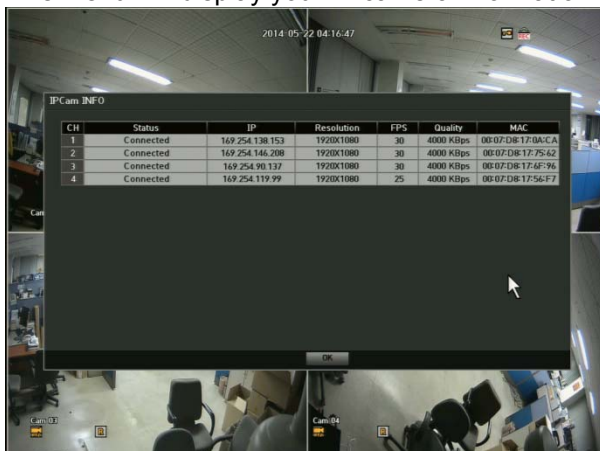 2014-05-22 04:16:47
REC
IPCam INFO
CH Status IP Resolution FPS Quality MAC
1 Connected 169.254.138.153 1920X1080 30 4000 KBps 00:07:D8:17:0A:CA
2 Connected 169.254.146.208 1920X1080 30 4000 KBps 00:07:D8:17:75:62
3 Connected 169.254.90.137 1920X1080 30 4000 KBps 00:07:D8:17:6F:96
4 Connected 169.254.119.99 1920X1080 25 4000 KBps 00:07:D8:17:56:F7
Cam
OK
Cam 03
Cam 04